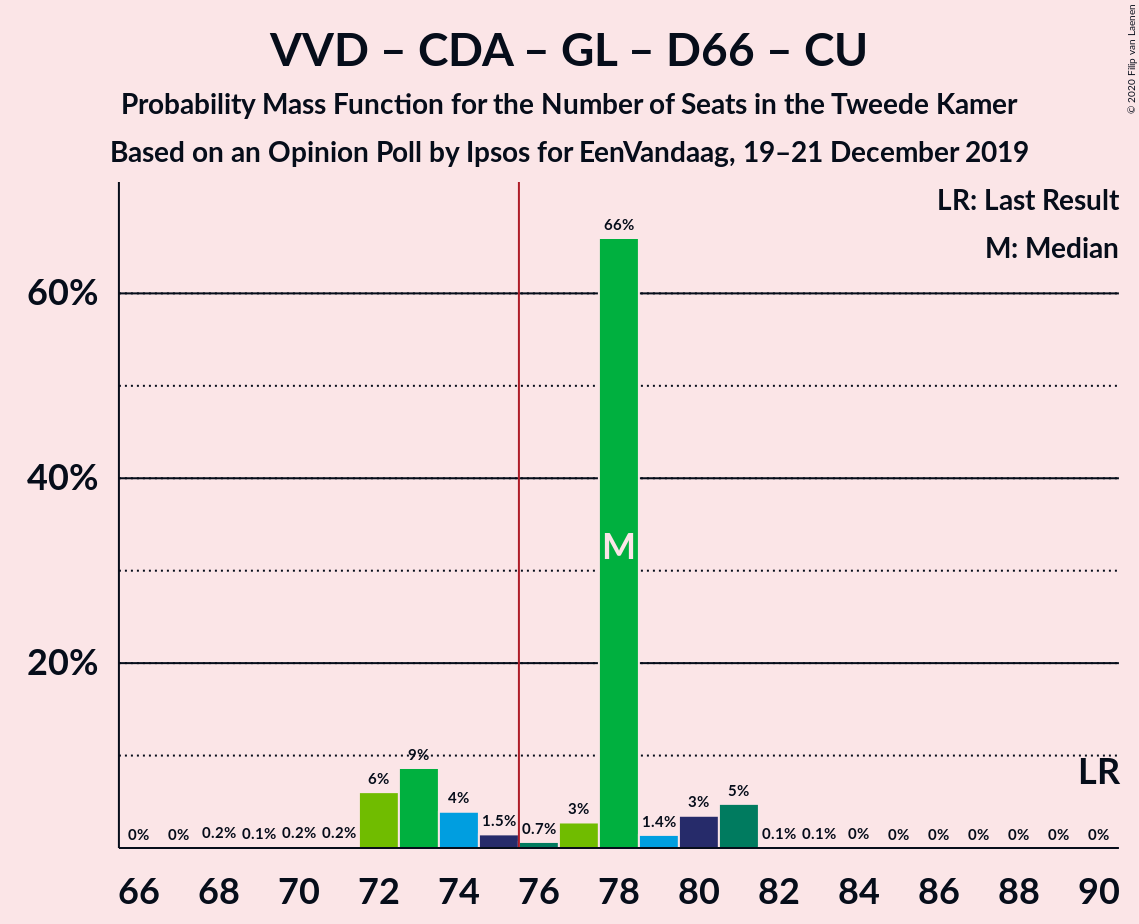 VVD – CDA – GL – D66 – CU
Probability Mass Function for the Number of Seats in the Tweede Kamer
Based on an Opinion Poll by Ipsos for EenVandaag, 19–21 December 2019
© 2020 Filip van Laenen
LR: Last Result
M: Median
66%
60%
40%
M
20%
9%
LR
6%
5%
4%
3%
3%
0% 0% 0.2% 0.1% 0.2% 0.2% 1.5% 0.7% 1.4% 0.1% 0.1% 0% 0% 0% 0% 0% 0% 0%
66 68 70 72 74 76 78 80 82 84 86 88 90